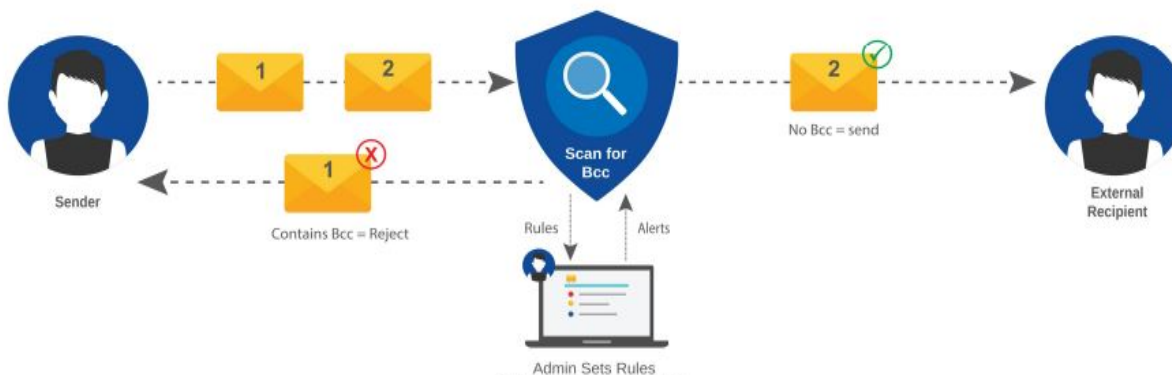 1
2
Scan for
Bcc
2
No Bcc = send
Sender
1
Contains Bcc = Reject
External
Recipient
Rules
Alerts
Admin Sets Rules